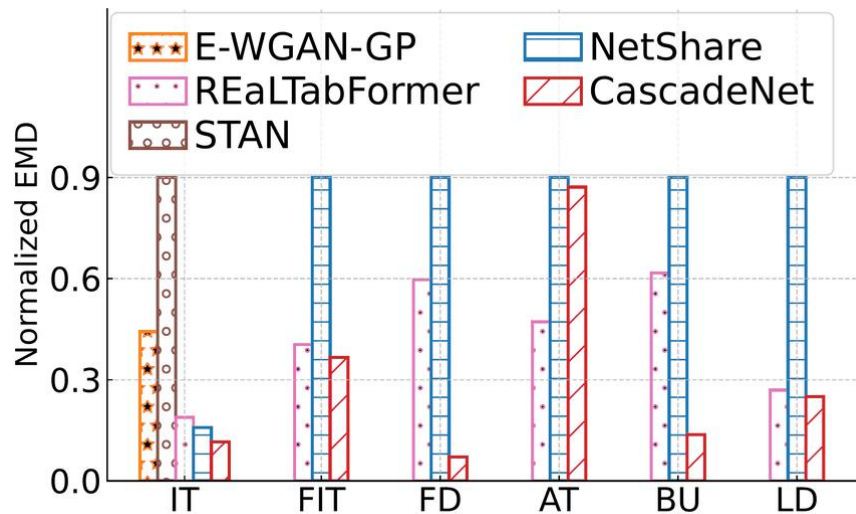 E-WGAN-GP
NetShare
REaLTabFormer
CascadeNet
STAN
Normalized EMD
0.9
0.6
0.3
0.0
IT
FIT
FD
AT
BU
LD